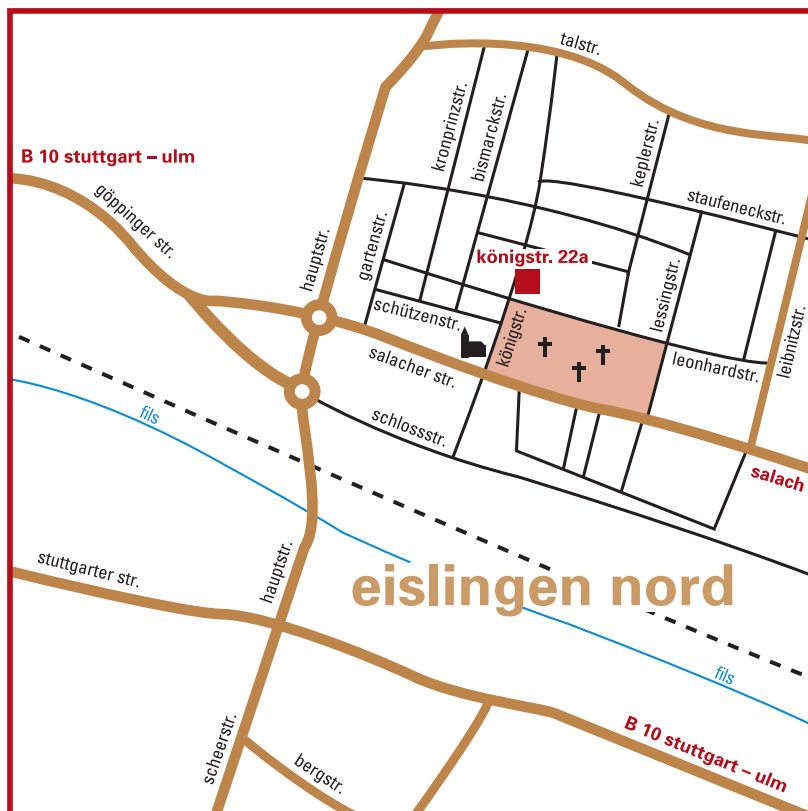 talstr.
kronprinzstr.
bismarckstr.
keplerstr.
B 10 stuttgart – ulm
göppinger str.
staufeneckstr.
hauptstr.
gartenstr.
königstr. 22a
lessingstr.
schützenstr.
königstr.
leibnitzstr.
salacher str.
leonhardstr.
schlossstr.
fils
salach
stuttgarter str.
hauptstr.
eislingen nord
fils
scheerstr.
bergstr.
B 10 stuttgart – ulm